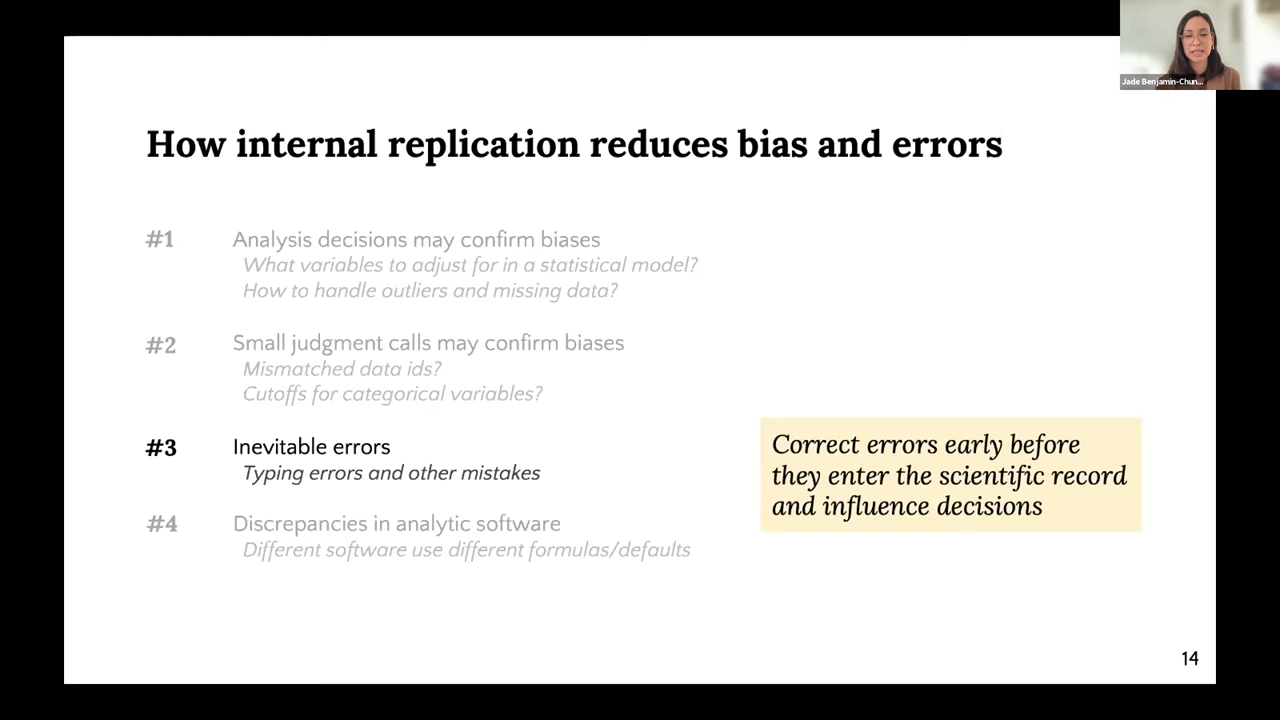 Jade Benjamin-Chun...
How internal replication reduces bias and errors
#1 Analysis decisions may confirm biases
What variables to adjust for in a statistical model?
How to handle outliers and missing data?
#2 Small judgment calls may confirm biases
Mismatched data ids?
Cutoffs for categorical variables?
#3 Inevitable errors
Typing errors and other mistakes
Correct errors early before
they enter the scientific record
and influence decisions
#4 Discrepancies in analytic software
Different software use different formulas/defaults
14